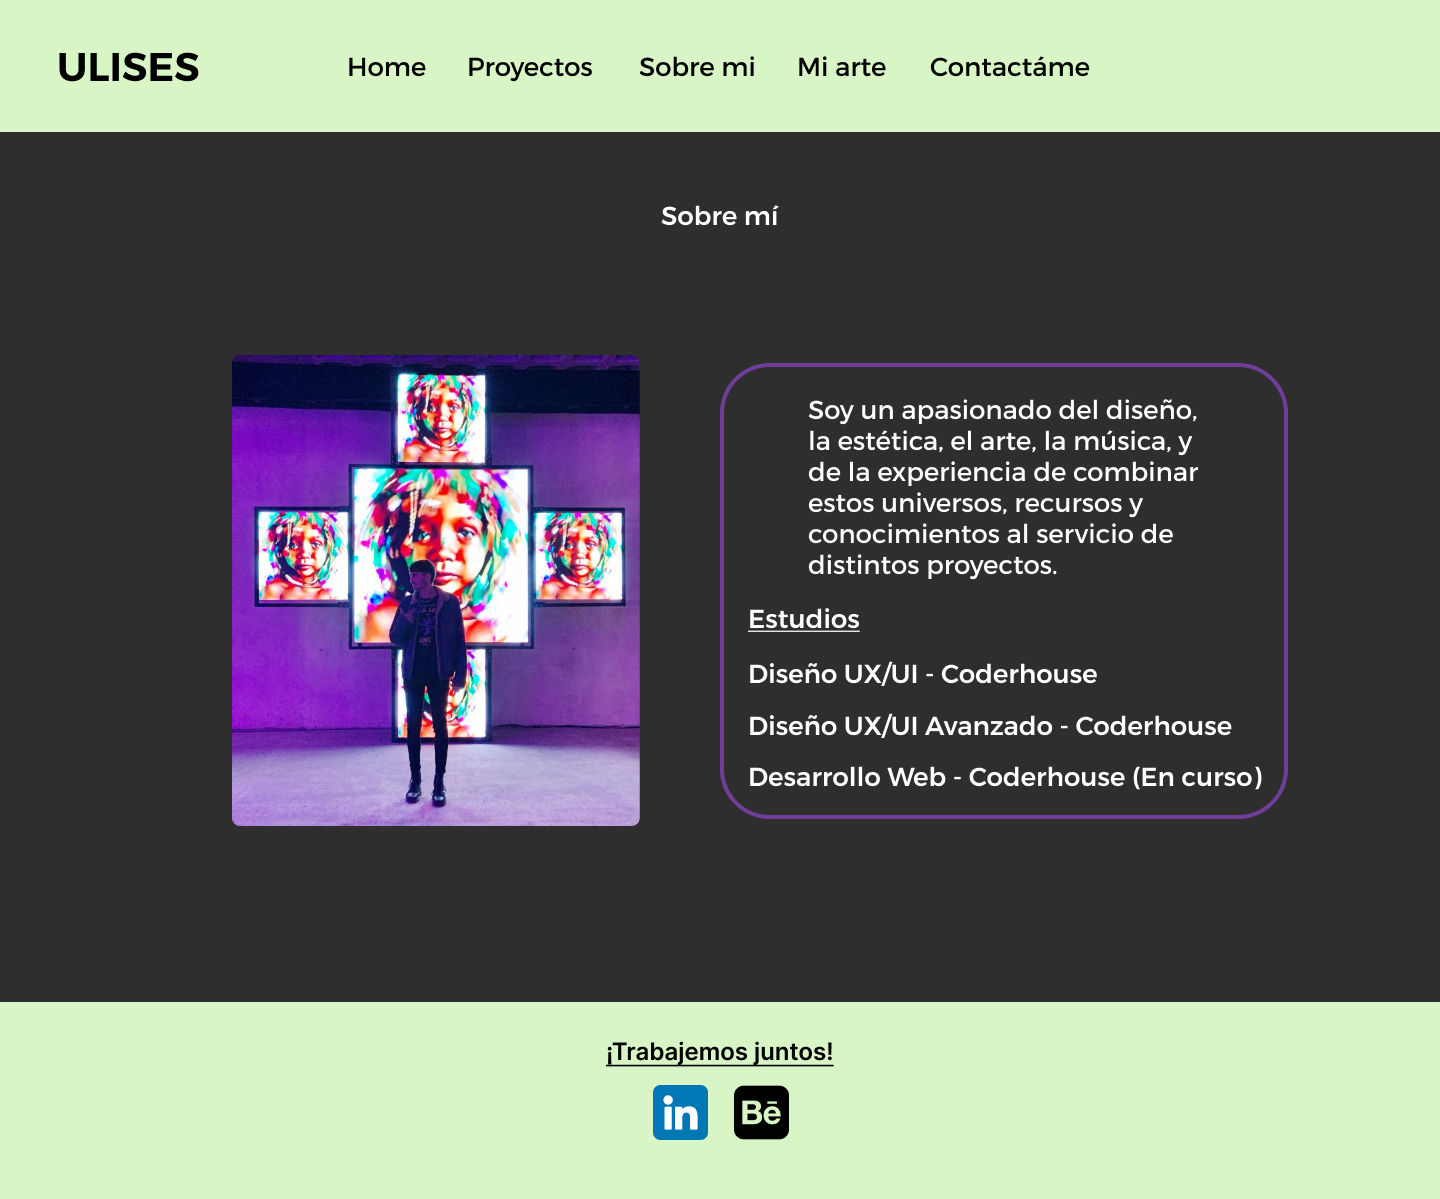 ULISES
Home Proyectos Sobre mi Mi arte Contactáme
Sobre mí
Soy un apasionado del diseño,
la estética, el arte, la música, y
de la experiencia de combinar
estos universos, recursos y
conocimientos al servicio de
distintos proyectos.
Estudios
Diseño UX/UI - Coderhouse
Diseño UX/UI Avanzado - Coderhouse
Desarrollo Web - Coderhouse (En curso)
¡Trabajemos juntos!
in Bē